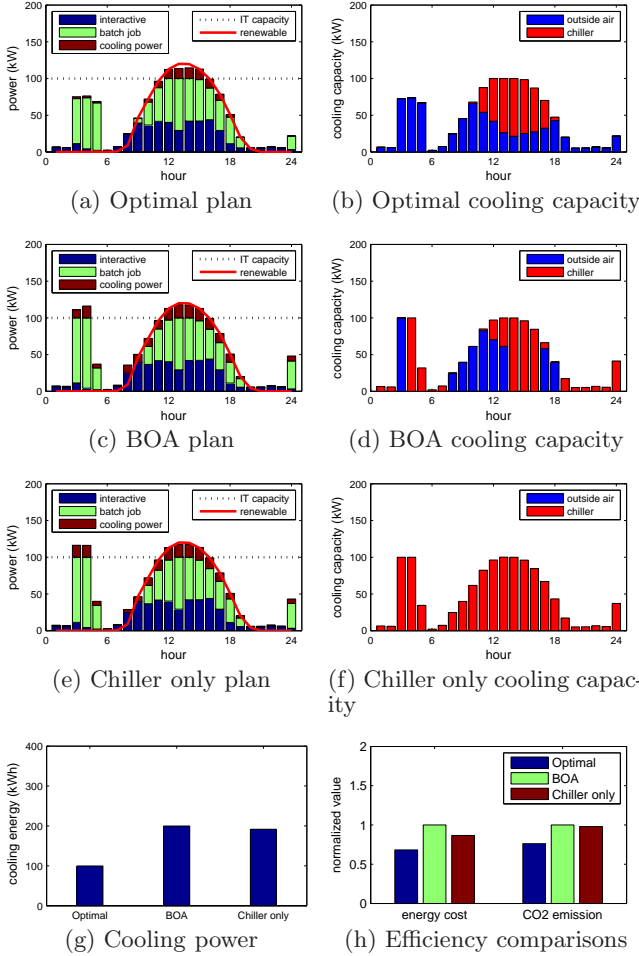 200
150
100
50
0
power (kW)
0
6
12
18
24
hour
interactive
batch job
cooling power
IT capacity
renewable
(a) Optimal plan
200
150
100
50
0
cooling capacity (kW)
0
6
12
18
24
hour
outside air
chiller
(b) Optimal cooling capacity
200
150
100
50
0
power (kW)
0
6
12
18
24
hour
interactive
batch job
cooling power
IT capacity
renewable
(c) BOA plan
200
150
100
50
0
cooling capacity (kW)
0
6
12
18
24
hour
outside air
chiller
(d) BOA cooling capacity
200
150
100
50
0
power (kW)
0
6
12
18
24
hour
interactive
batch job
cooling power
IT capacity
renewable
(e) Chiller only plan
200
150
100
50
0
cooling capacity (kW)
0
6
12
18
24
hour
outside air
chiller
(f) Chiller only cooling capac-
ity
400
300
200
100
0
cooling energy (kWh)
Optimal
BOA
Chiller only
(g) Cooling power
2
1.5
1
0.5
0
normalized value
Optimal
BOA
Chiller only
energy cost
CO2 emission
(h) Efficiency comparisons